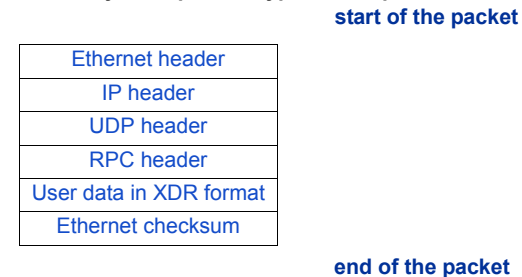 start of the packet
Ethernet header
IP header
UDP header
RPC header
User data in XDR format
Ethernet checksum
end of the packet